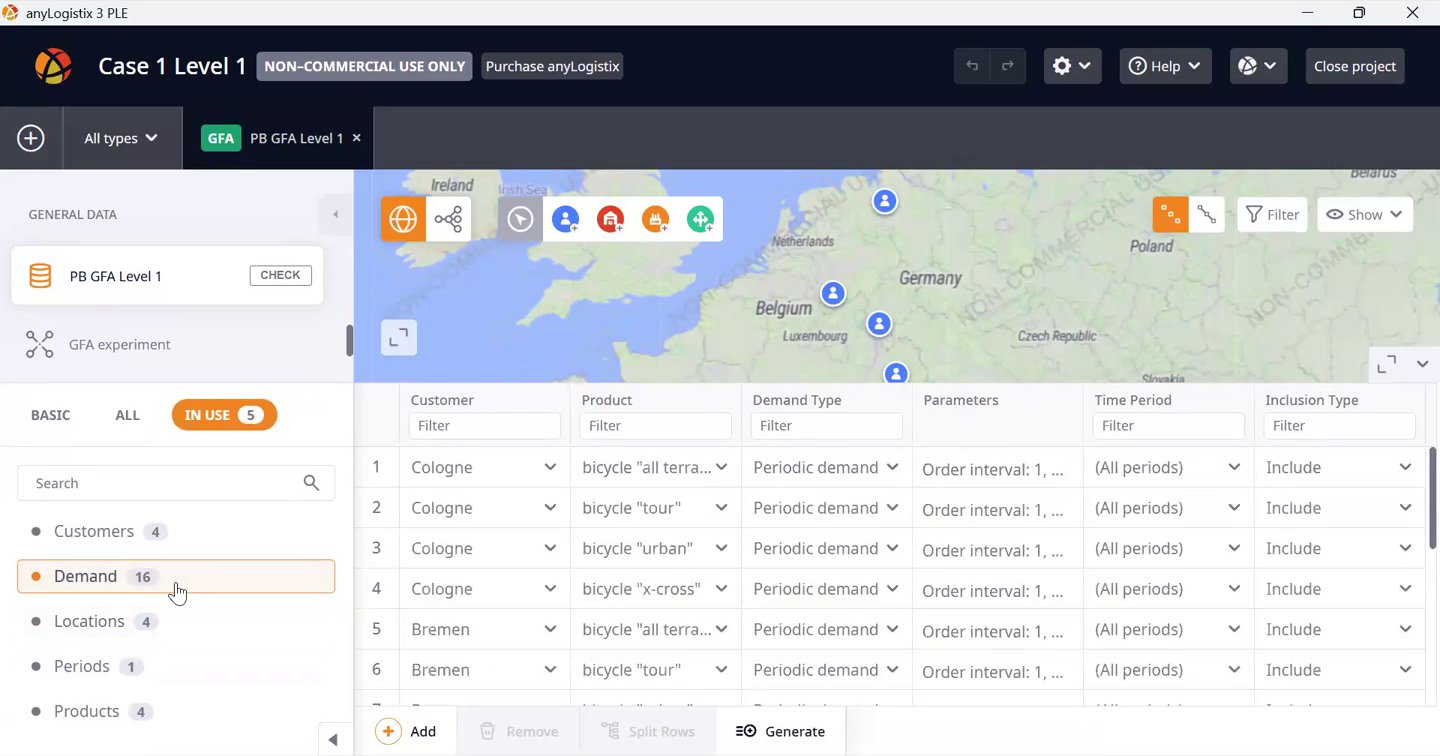 anyLogistix 3 PLE
Case 1 Level 1
NON-COMMERCIAL USE ONLY
Purchase anyLogistix
Help
Close project
All types
GFA PB GFA Level 1
GENERAL DATA
PB GFA Level 1
CHECK
GFA experiment
BASIC
ALL
IN USE 5
Search
Customers 4
Demand 16
Locations 4
Periods 1
Products 4
Ireland
Irish Sea
Belarus
Filter
Show
Netherlands
Poland
Germany
Belgium
Luxembourg
Czech Republic
Slovakia
NON-COMMERCIAL USE
Customer Product Demand Type Parameters Time Period Inclusion Type
Filter Filter Filter Filter Filter
1 Cologne bicycle "all terra... Periodic demand Order interval: 1, ... (All periods) Include
2 Cologne bicycle "tour" Periodic demand Order interval: 1, ... (All periods) Include
3 Cologne bicycle "urban" Periodic demand Order interval: 1, ... (All periods) Include
4 Cologne bicycle "x-cross" Periodic demand Order interval: 1, ... (All periods) Include
5 Bremen bicycle "all terra... Periodic demand Order interval: 1, ... (All periods) Include
6 Bremen bicycle "tour" Periodic demand Order interval: 1, ... (All periods) Include
Add Remove Split Rows Generate